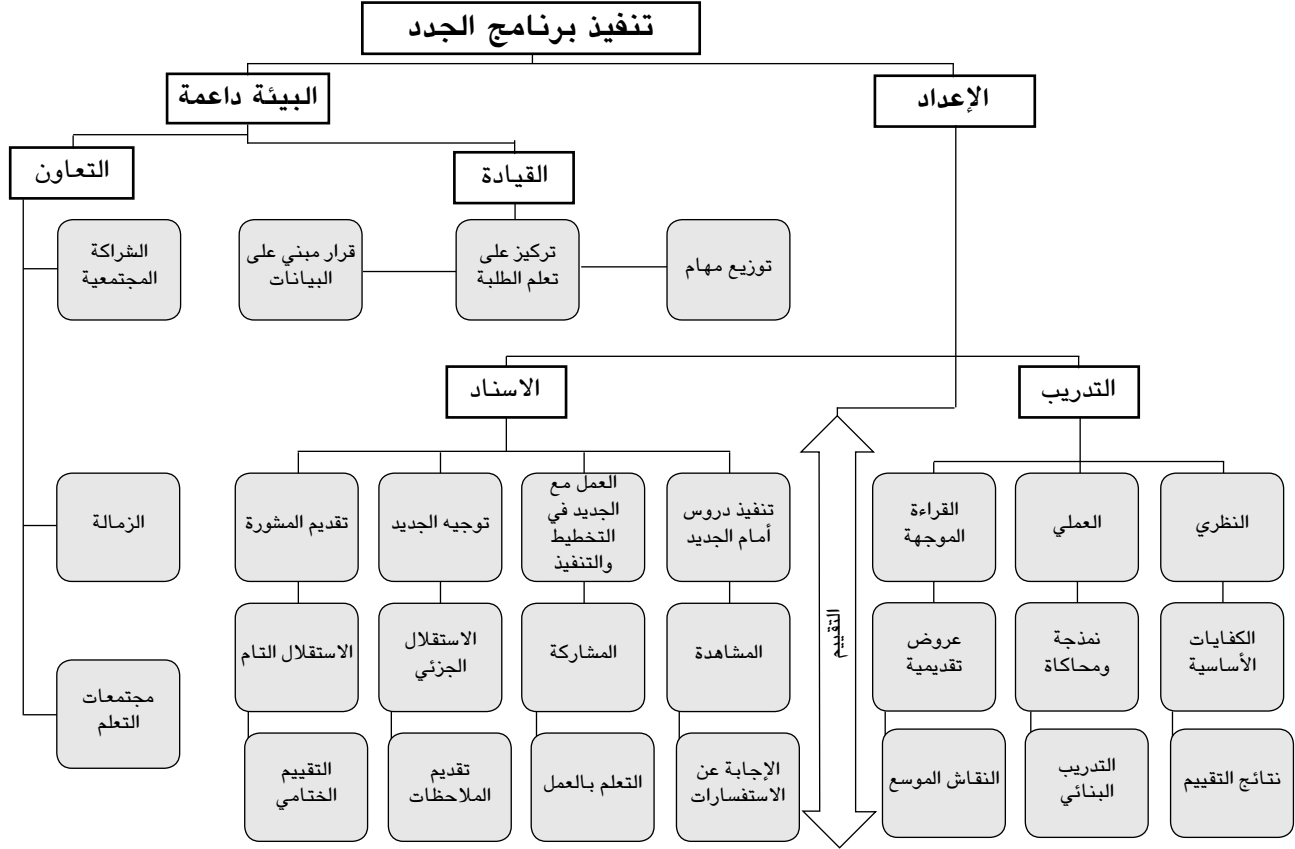 تنفيذ برنامج الجدد
الإعداد
البيئة داعمة
القيادة
التعاون
توزيع مهام
تركيز على
تعلم الطلبة
قرار مبني على
البيانات
الشراكة
المجتمعية
الزمالة
مجتمعات
التعلم
التدريب
الاسناد
النظري
العملي
القراءة
الموجهة
الكفايات
الأساسية
نمذجة
ومحاكاة
عروض
تقديمية
نتائج التقييم
التدريب
البنائي
النقاش الموسع
التقييم
تنفيذ دروس
أمام الجديد
العمل مع
الجديد في
التخطيط
والتنفيذ
توجيه الجديد
تقديم المشورة
المشاهدة
المشاركة
الاستقلال
الجزئي
الاستقلال التام
الإجابة عن
الاستفسارات
التعلم بالعمل
تقديم
الملاحظات
التقييم
الختامي